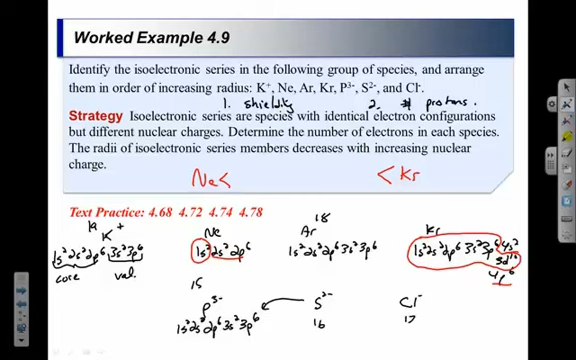 Worked Example 4.9
Identify the isoelectronic series in the following group of species, and arrange
them in order of increasing radius: K⁺, Ne, Ar, Kr, P³⁻, S²⁻, and Cl⁻.
1. shielding 2. # protons.
Strategy Isoelectronic series are species with identical electron configurations
but different nuclear charges. Determine the number of electrons in each species.
The radii of isoelectronic series members decreases with increasing nuclear
charge.
Ne< < Kr
Text Practice: 4.68 4.72 4.74 4.78
19 18
K⁺ Ne Ar Kr
1s²2s²2p⁶3s²3p⁶ 1s²2s²2p⁶ 1s²2s²2p⁶3s²3p⁶ 1s²2s²2p⁶3s²3p⁶4s²
3d¹⁰
4p⁶
core val.
15
P³⁻ S²⁻ Cl⁻
1s²2s²2p⁶3s²3p⁶ 16 17